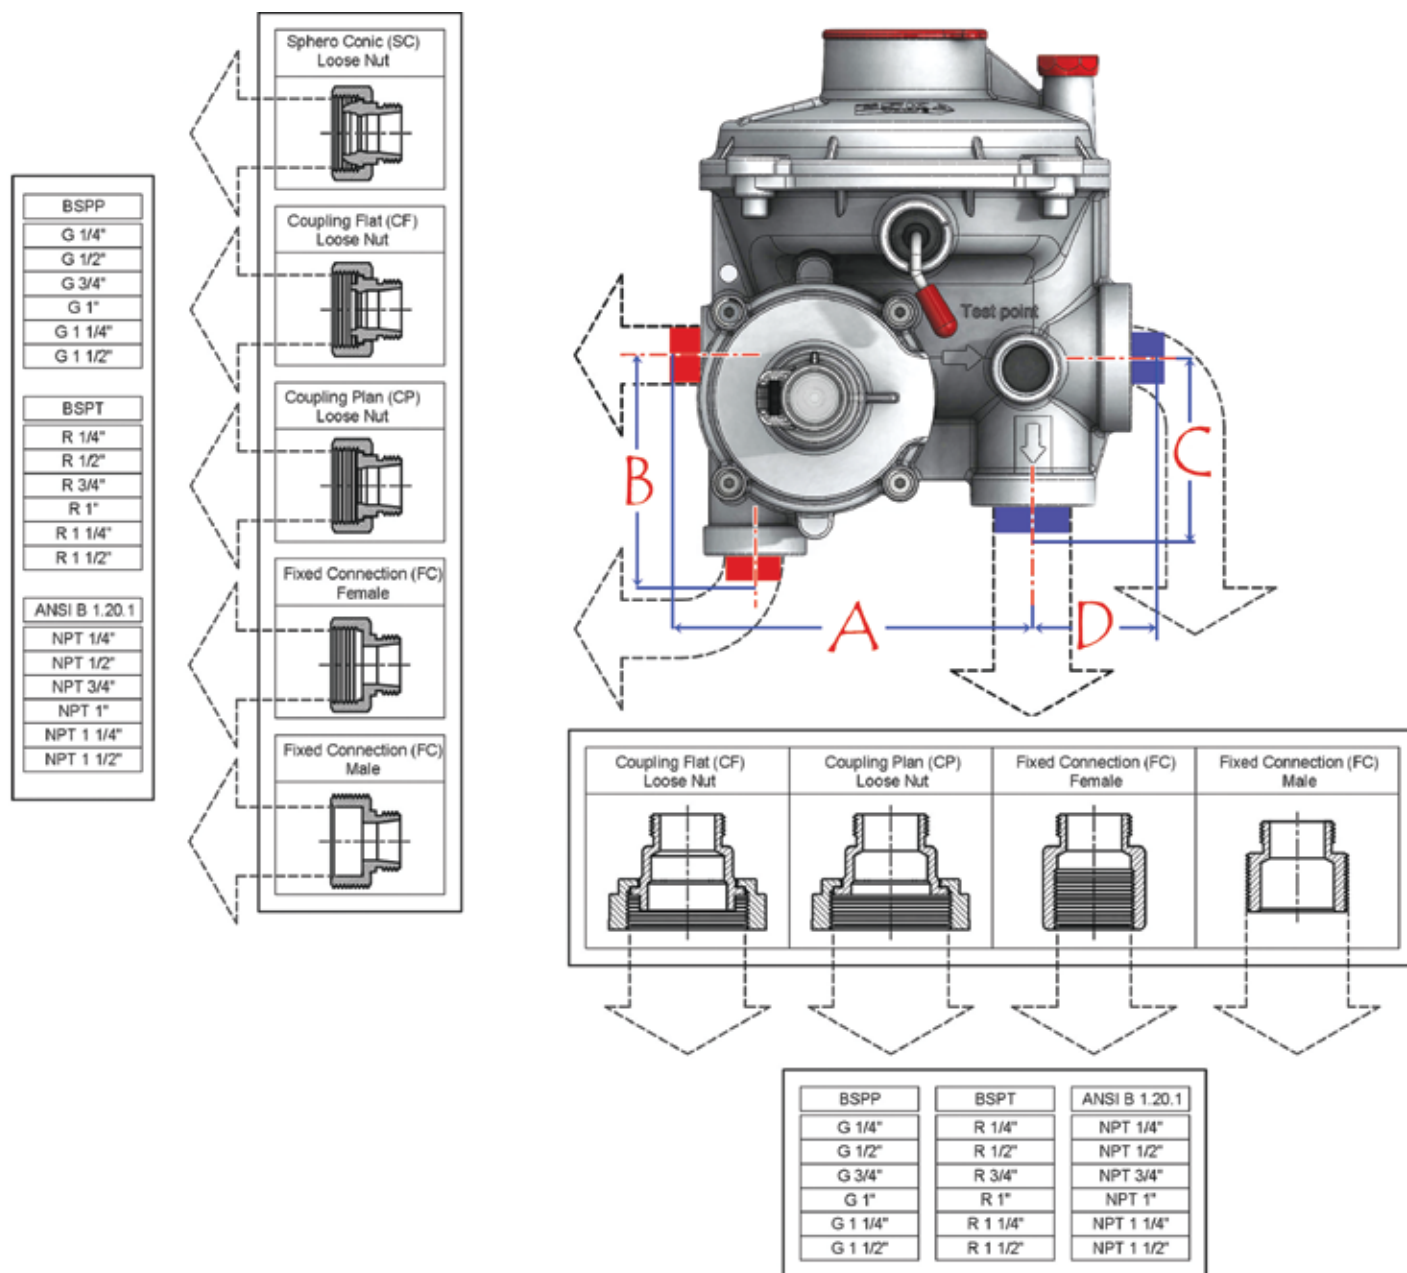 BSPP
G 1/4"
G 1/2"
G 3/4"
G 1"
G 1 1/4"
G 1 1/2"
BSPT
R 1/4"
R 1/2"
R 3/4"
R 1"
R 1 1/4"
R 1 1/2"
ANSI B 1.20.1
NPT 1/4"
NPT 1/2"
NPT 3/4"
NPT 1"
NPT 1 1/4"
NPT 1 1/2"
Sphero Conic (SC)
Loose Nut
Coupling Flat (CF)
Loose Nut
Coupling Plan (CP)
Loose Nut
Fixed Connection (FC)
Female
Fixed Connection (FC)
Male
Test point
B
C
A
D
Coupling Flat (CF)
Loose Nut
Coupling Plan (CP)
Loose Nut
Fixed Connection (FC)
Female
Fixed Connection (FC)
Male
BSPP
G 1/4"
G 1/2"
G 3/4"
G 1"
G 1 1/4"
G 1 1/2"
BSPT
R 1/4"
R 1/2"
R 3/4"
R 1"
R 1 1/4"
R 1 1/2"
ANSI B 1.20.1
NPT 1/4"
NPT 1/2"
NPT 3/4"
NPT 1"
NPT 1 1/4"
NPT 1 1/2"